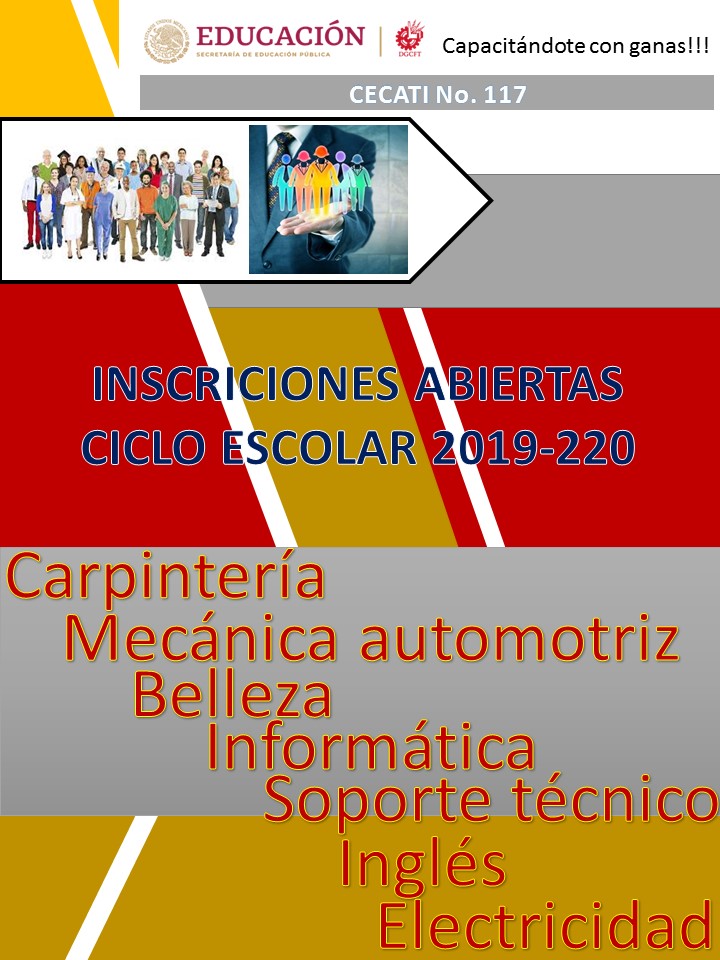 EDUCACIÓN
SECRETARÍA DE EDUCACIÓN PÚBLICA
DGCFT
Capacitándote con ganas!!!
CECATI No. 117
INSCRICIONES ABIERTAS
CICLO ESCOLAR 2019-220
Carpintería
Mecánica automotriz
Belleza
Informática
Soporte técnico
Inglés
Electricidad